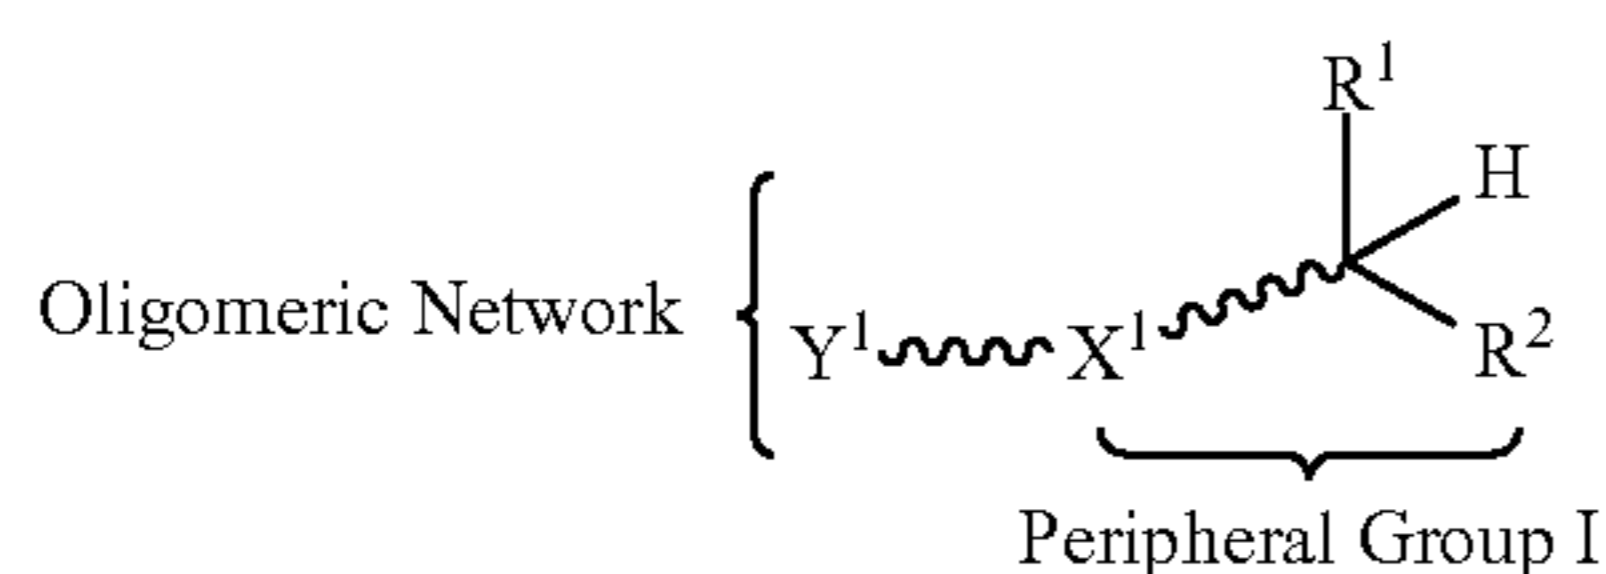 R¹
H
Oligomeric Network { Y¹ X¹
R²
Peripheral Group I